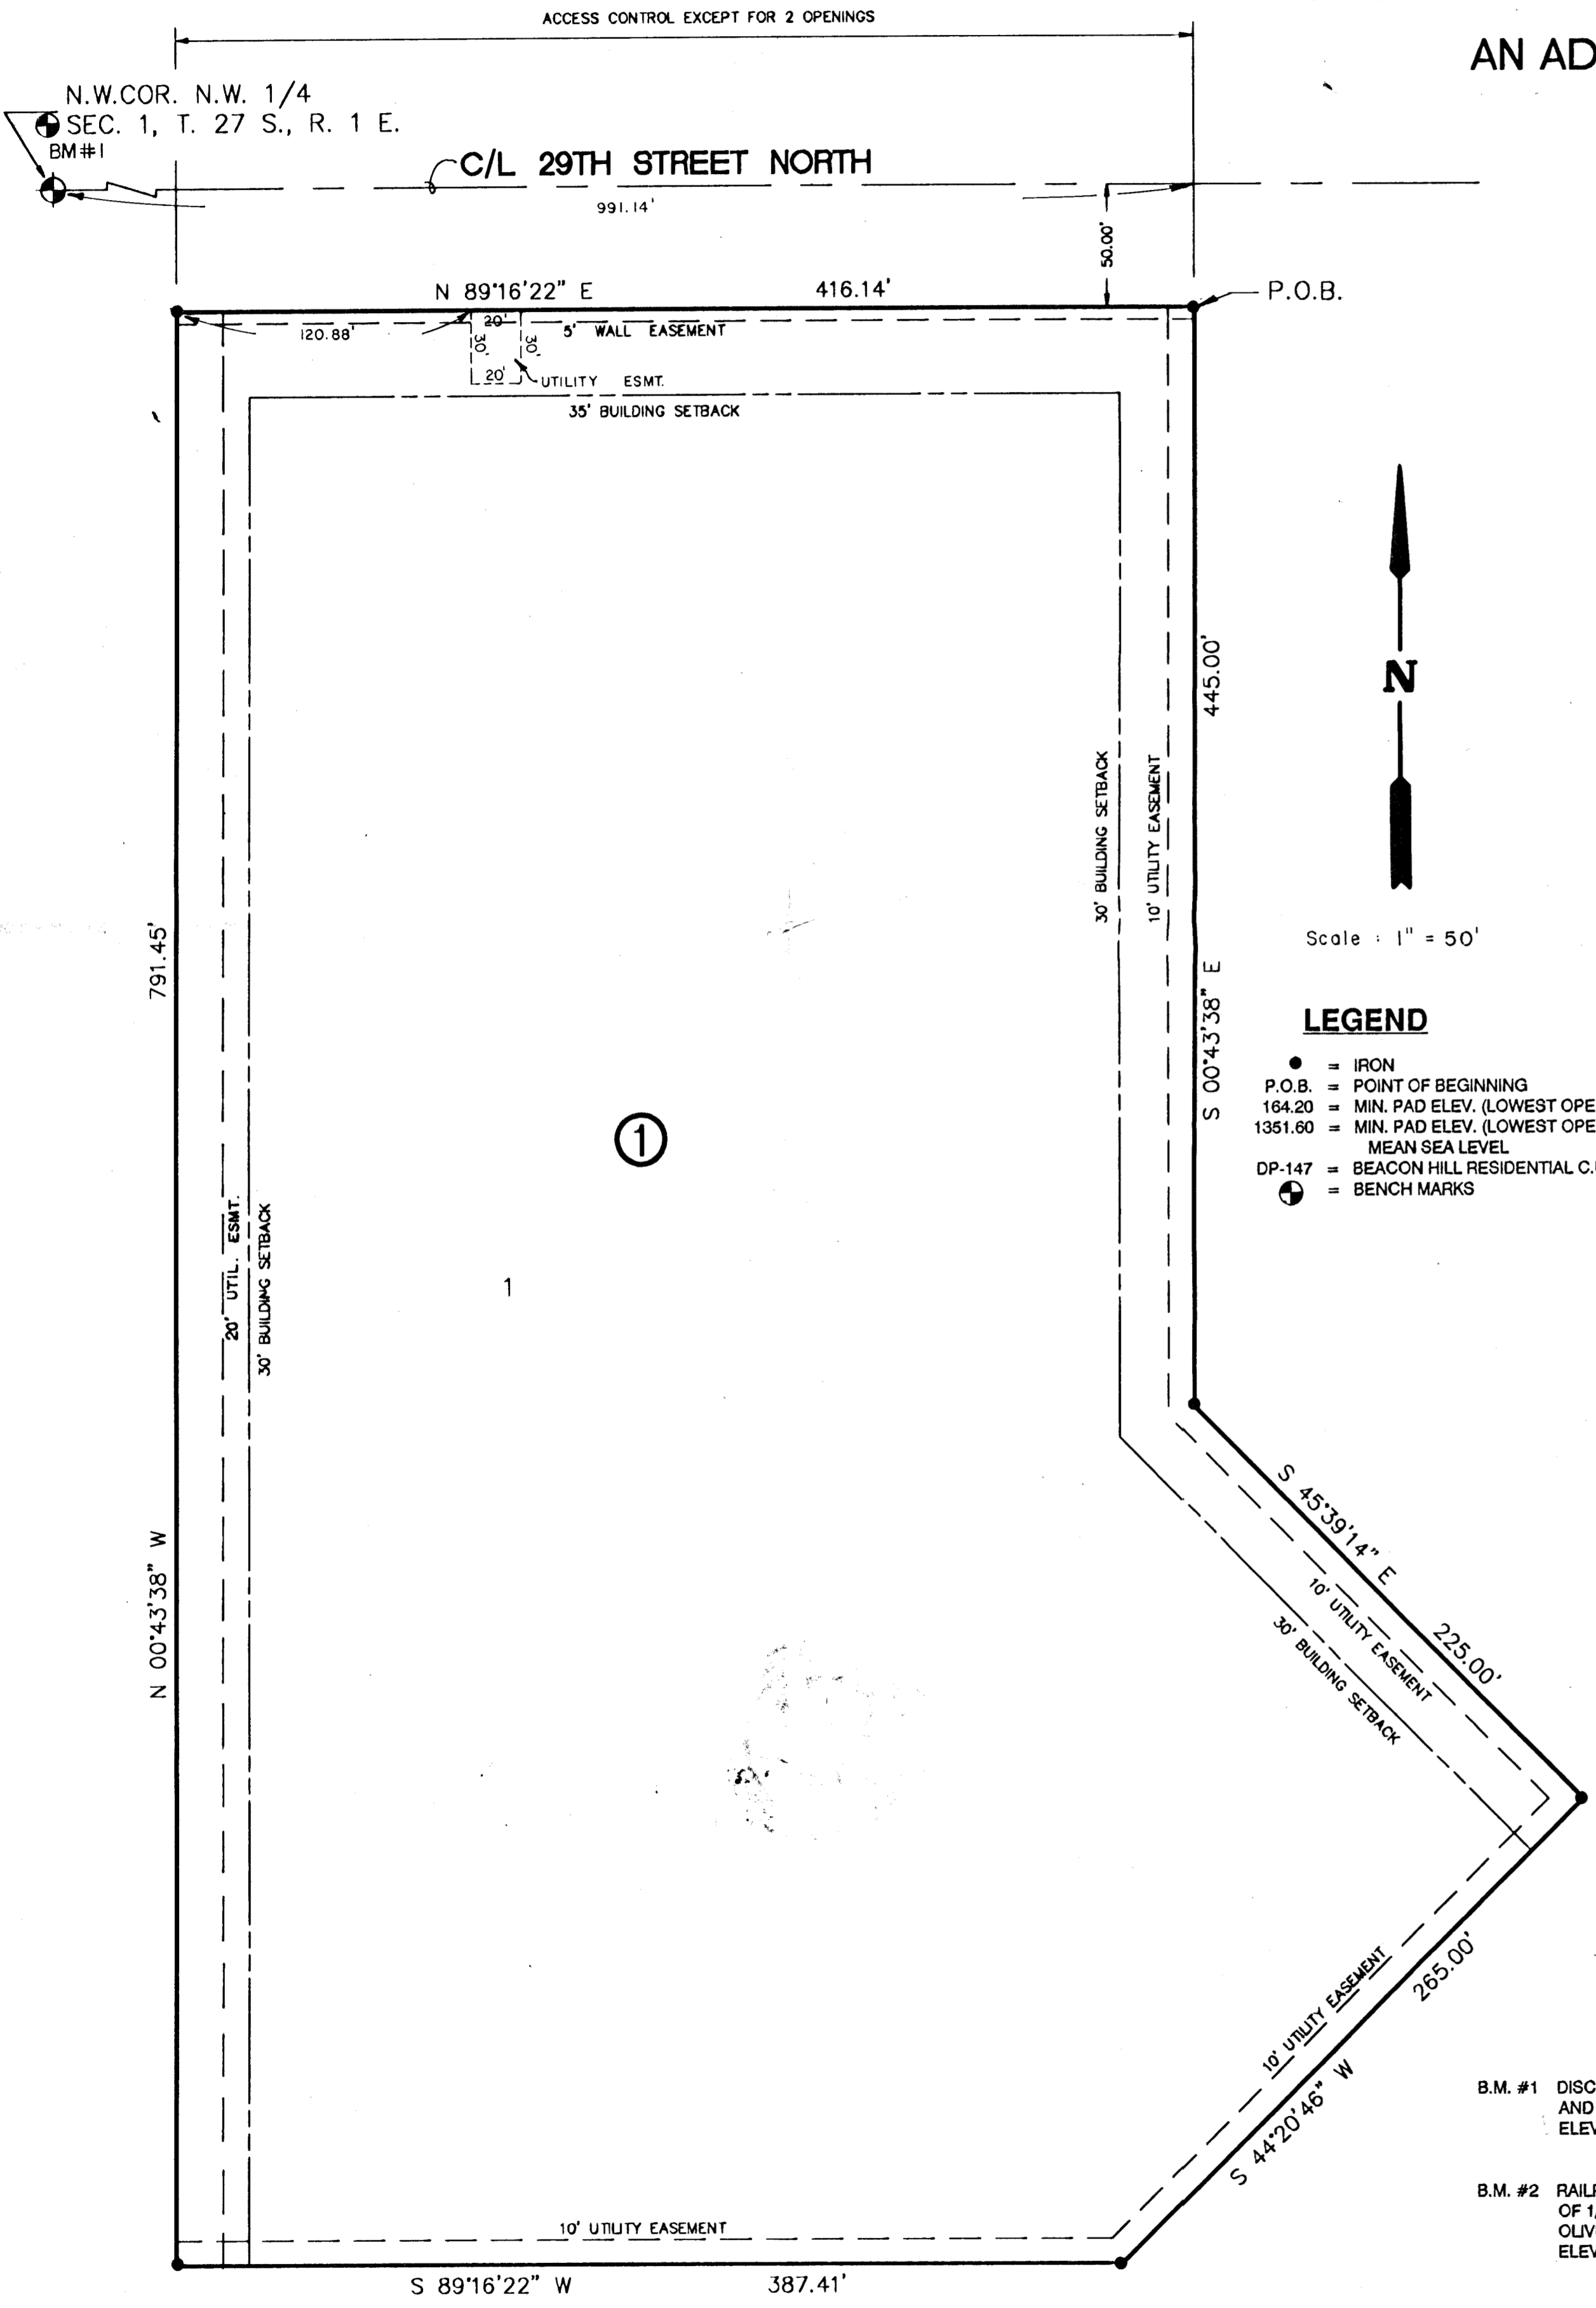 ACCESS CONTROL EXCEPT FOR 2 OPENINGS
AN AD
N.W.COR. N.W. 1/4
SEC. 1, T. 27 S., R. 1 E.
BM#1
C/L 29TH STREET NORTH
991.14'
50.00'
N 89°16'22" E 416.14'
P.O.B.
120.88'
20'
5' WALL EASEMENT
30'
30'
20'
UTILITY ESMT.
35' BUILDING SETBACK
445.00'
S 00°43'38" E
30' BUILDING SETBACK
10' UTILITY EASEMENT
N
Scale : 1" = 50'
LEGEND
= IRON
P.O.B. = POINT OF BEGINNING
164.20 = MIN. PAD ELEV. (LOWEST OPE
1351.60 = MIN. PAD ELEV. (LOWEST OPE
MEAN SEA LEVEL
DP-147 = BEACON HILL RESIDENTIAL C.
= BENCH MARKS
791.45'
N 00°43'38" W
20' UTIL. ESMT.
30' BUILDING SETBACK
1
1
S 45°39'14" E
225.00'
10' UTILITY EASEMENT
30' BUILDING SETBACK
265.00'
S 44°20'46" W
10' UTILITY EASEMENT
B.M. #1 DISC
AND
ELEV
B.M. #2 RAILR
OF 1,
OLIV
ELEV
10' UTILITY EASEMENT
S 89°16'22" W 387.41'